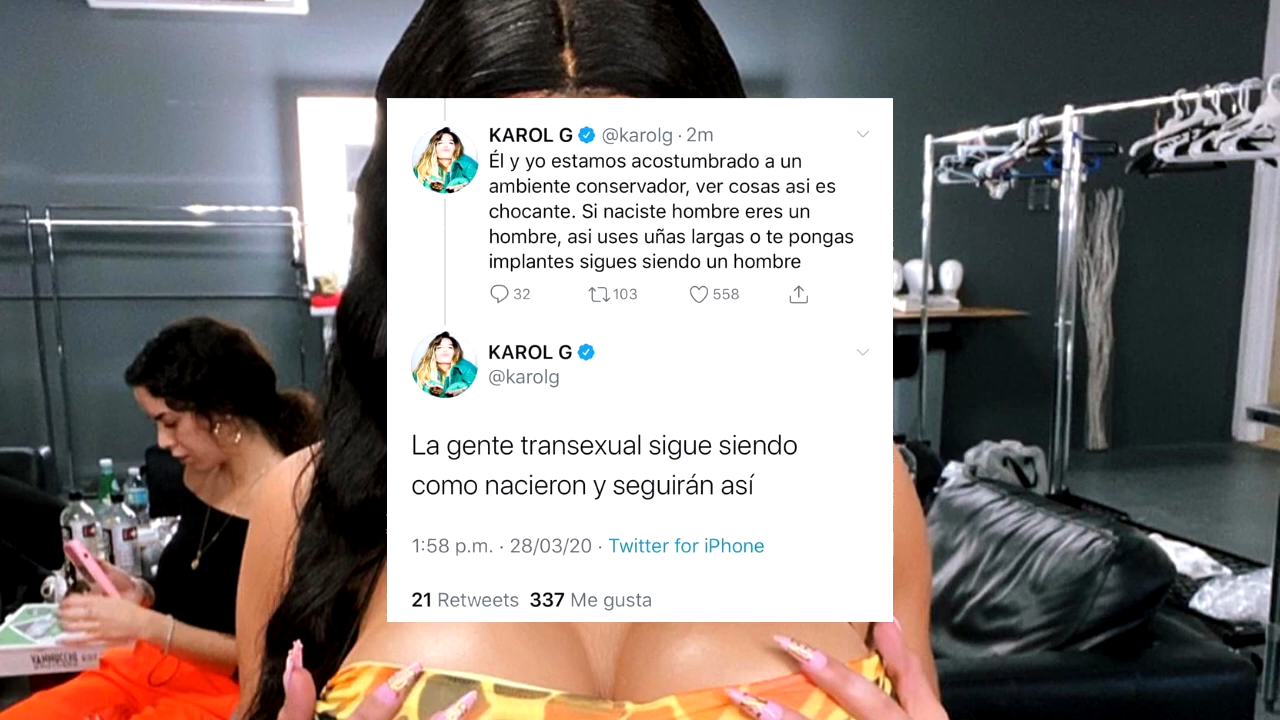 KAROL G @karolg · 2m
Él y yo estamos acostumbrado a un
ambiente conservador, ver cosas asi es
chocante. Si naciste hombre eres un
hombre, asi uses uñas largas o te pongas
implantes sigues siendo un hombre
32 103 558
KAROL G
@karolg
La gente transexual sigue siendo
como nacieron y seguirán así
1:58 p.m. · 28/03/20 · Twitter for iPhone
21 Retweets 337 Me gusta